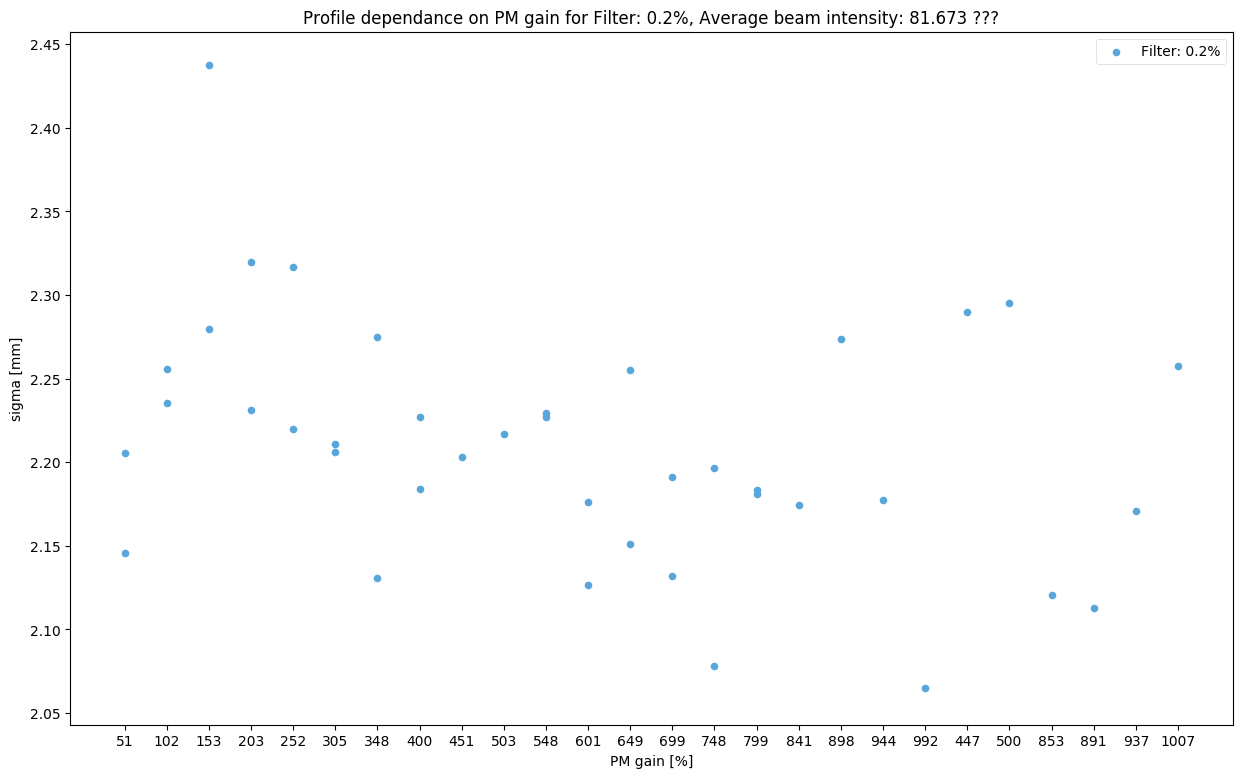 Profile dependance on PM gain for Filter: 0.2%, Average beam intensity: 81.673 ???
Filter: 0.2%
sigma [mm]
2.45
2.40
2.35
2.30
2.25
2.20
2.15
2.10
2.05
51 102 153 203 252 305 348 400 451 503 548 601 649 699 748 799 841 898 944 992 447 500 853 891 937 1007
PM gain [%]